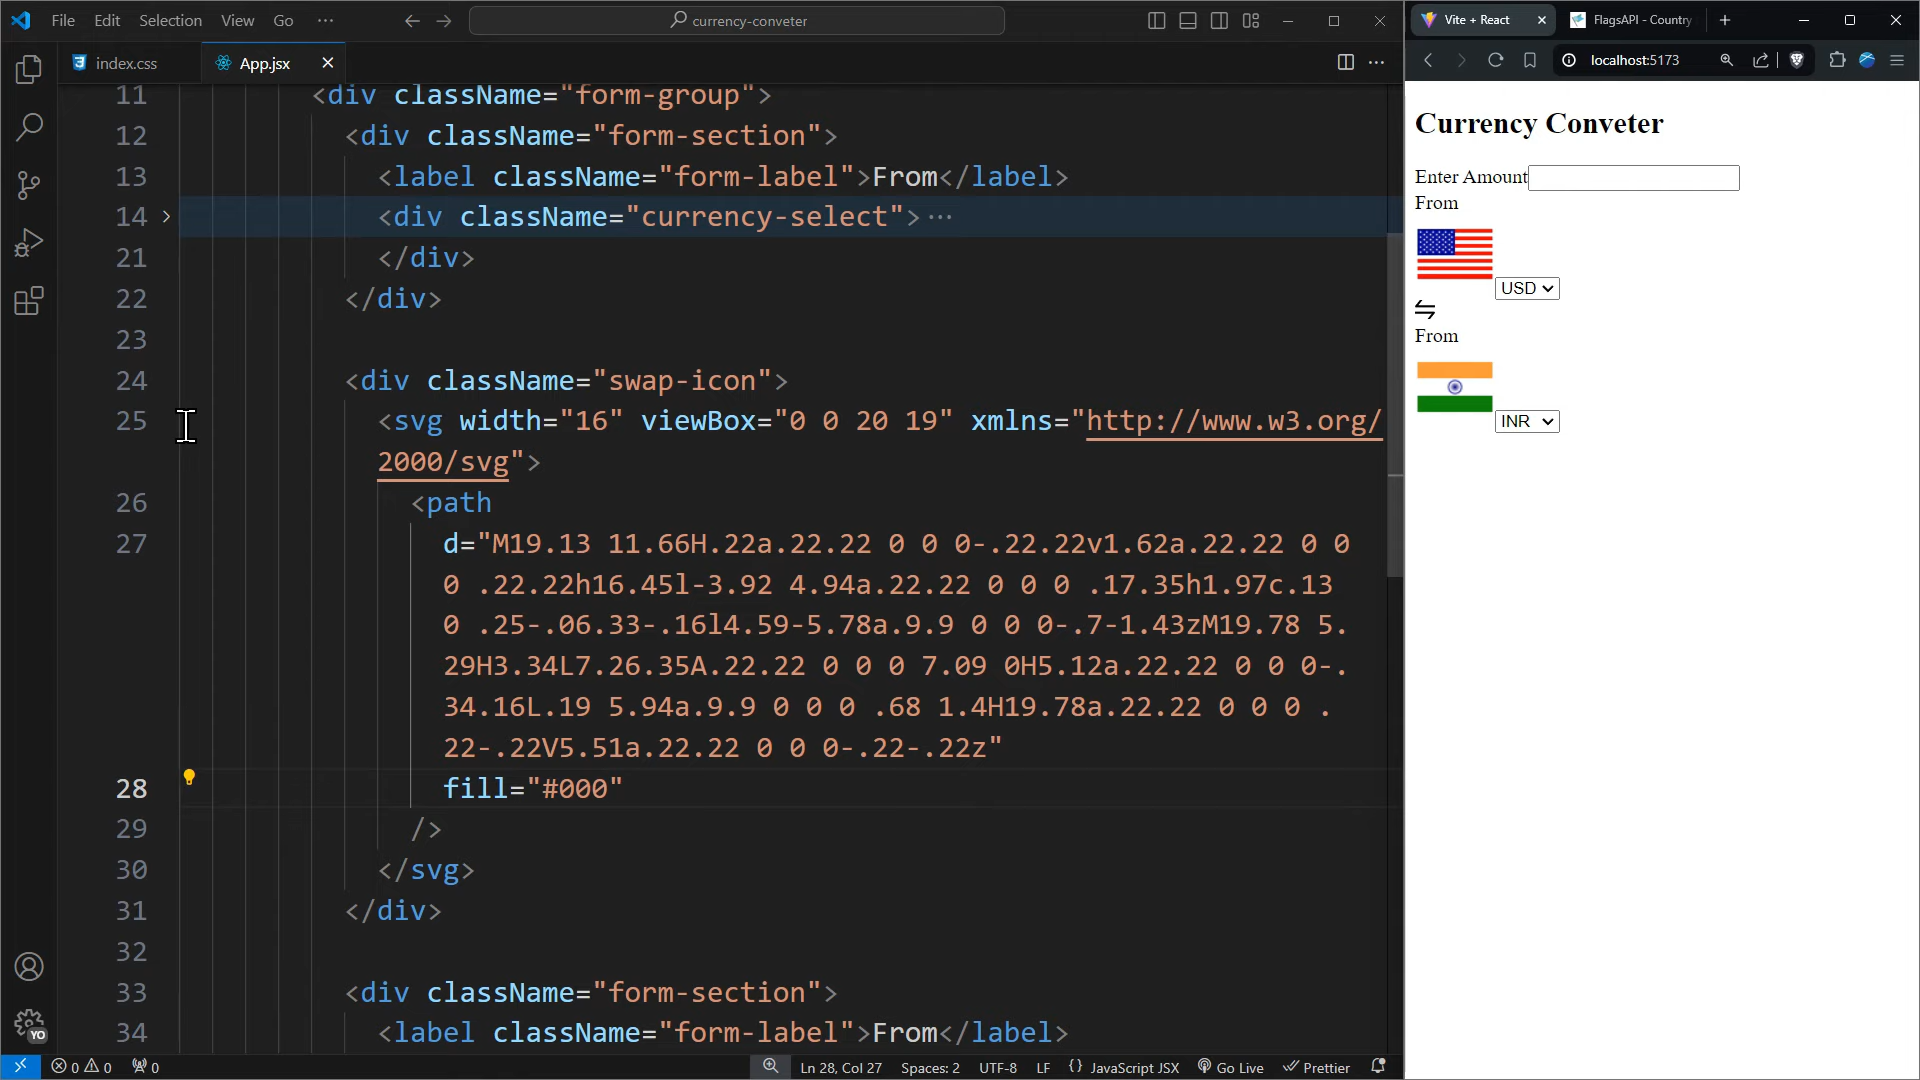 File Edit Selection View Go ···
currency-conveter
index.css
App.jsx
11 <div className="form-group">
12 <div className="form-section">
13 <label className="form-label">From</label>
14 <div className="currency-select">···
21 </div>
22 </div>
23
24 <div className="swap-icon">
25 <svg width="16" viewBox="0 0 20 19" xmlns="http://www.w3.org/
2000/svg">
26 <path
27 d="M19.13 11.66H.22a.22.22 0 0 0-.22.22v1.62a.22.22 0 0
0 .22.22h16.45l-3.92 4.94a.22.22 0 0 0 .17.35h1.97c.13
0 .25-.06.33-.16l4.59-5.78a.9.9 0 0 0-.7-1.43zM19.78 5.
29H3.34L7.26.35A.22.22 0 0 0 7.09 0H5.12a.22.22 0 0 0-.
34.16L.19 5.94a.9.9 0 0 0 .68 1.4H19.78a.22.22 0 0 0 .
22-.22V5.51a.22.22 0 0 0-.22-.22z"
28 fill="#000"
29 />
30 </svg>
31 </div>
32
33 <div className="form-section">
34 <label className="form-label">From</label>
YO
0 0 0 Ln 28, Col 27 Spaces: 2 UTF-8 LF {} JavaScript JSX Go Live Prettier
Vite + React
FlagsAPI - Country
localhost:5173
Currency Conveter
Enter Amount
From
USD
From
INR